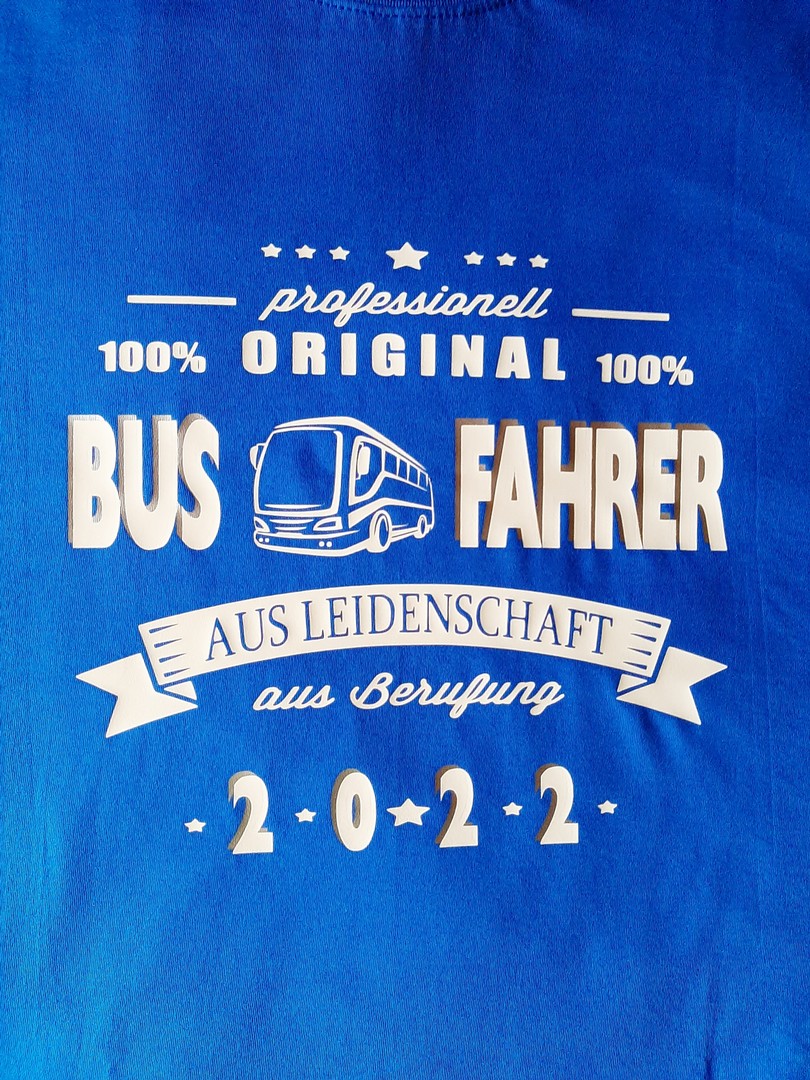 professionell
100% ORIGINAL 100%
BUS FAHRER
AUS LEIDENSCHAFT
aus Berufung
2022